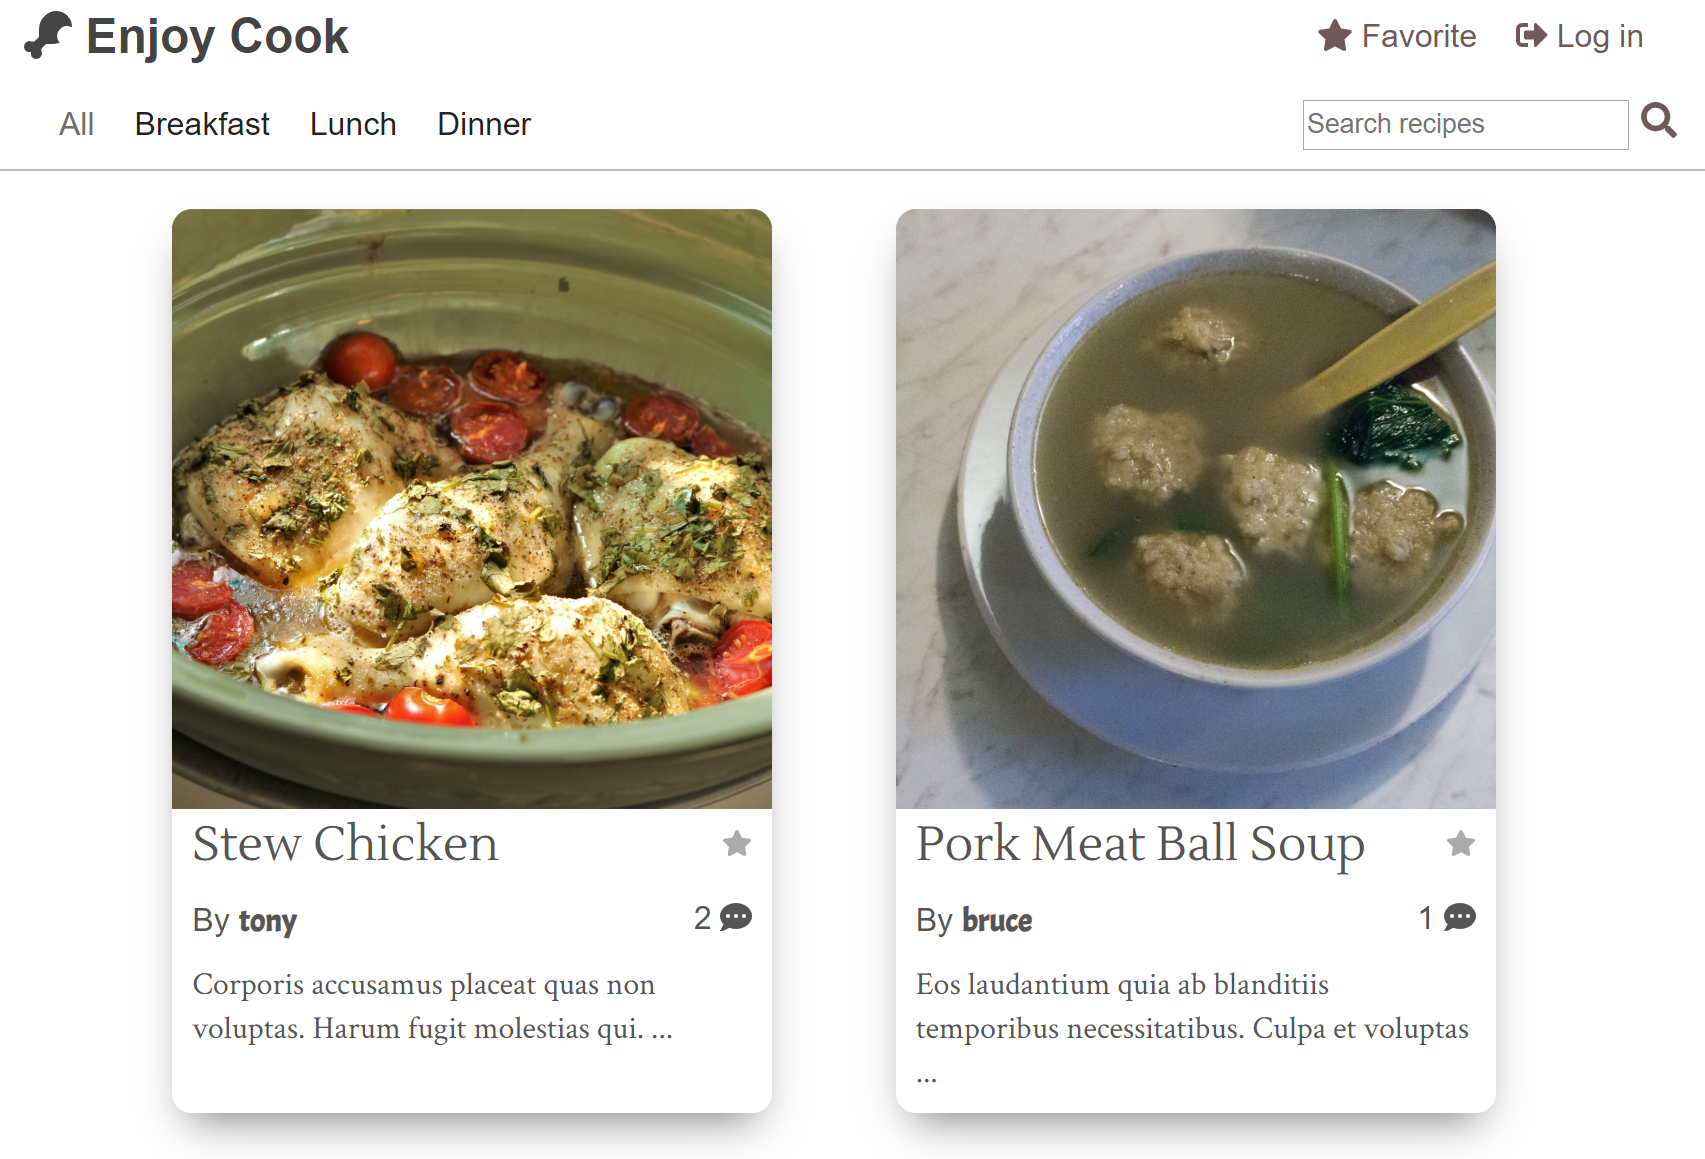 Enjoy Cook
Favorite
Log in
All
Breakfast
Lunch
Dinner
Search recipes
Stew Chicken
By tony
2
Corporis accusamus placeat quas non
voluptas. Harum fugit molestias qui. ...
Pork Meat Ball Soup
By bruce
1
Eos laudantium quia ab blanditiis
temporibus necessitatibus. Culpa et voluptas
...